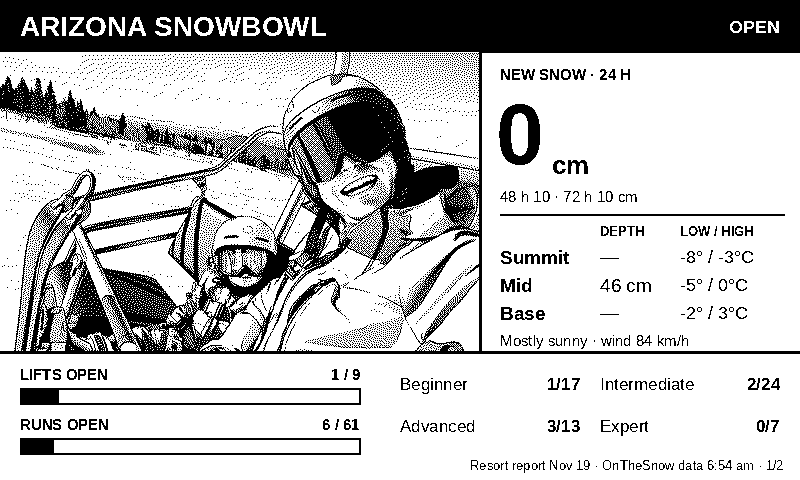 ARIZONA SNOWBOWL OPEN
NEW SNOW · 24 H
0 cm
48 h 10 · 72 h 10 cm
DEPTH LOW / HIGH
Summit — -8° / -3°C
Mid 46 cm -5° / 0°C
Base — -2° / 3°C
Mostly sunny · wind 84 km/h
LIFTS OPEN 1 / 9
RUNS OPEN 6 / 61
Beginner 1/17 Intermediate 2/24
Advanced 3/13 Expert 0/7
Resort report Nov 19 · OnTheSnow data 6:54 am · 1/2